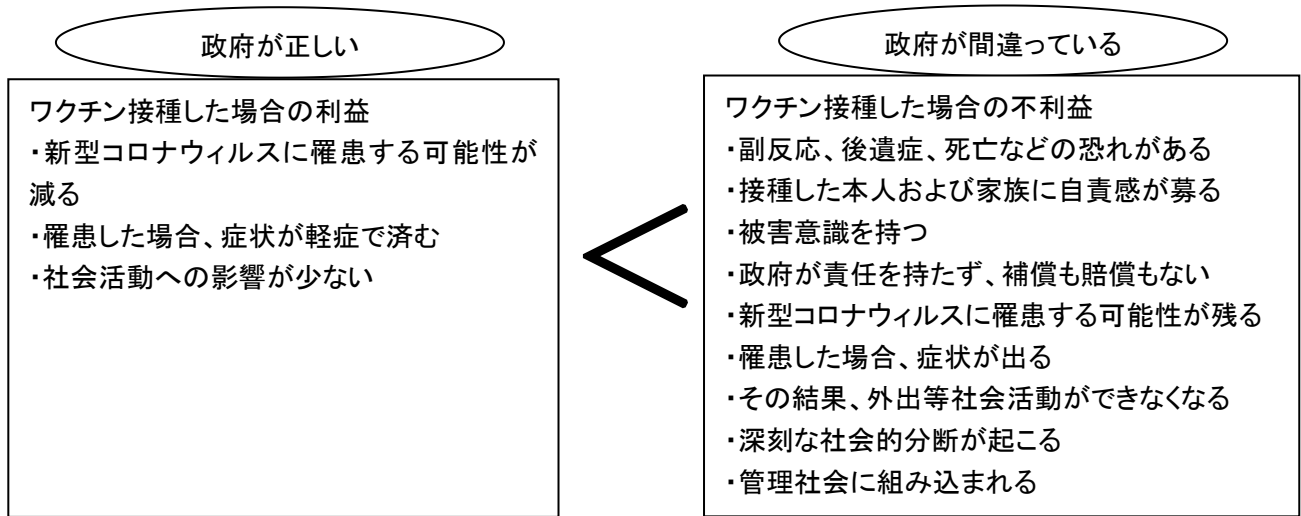 政府が正しい
ワクチン接種した場合の利益
・新型コロナウィルスに罹患する可能性が
減る
・罹患した場合、症状が軽症で済む
・社会活動への影響が少ない
<
政府が間違っている
ワクチン接種した場合の不利益
・副反応、後遺症、死亡などの恐れがある
・接種した本人および家族に自責感が募る
・被害意識を持つ
・政府が責任を持たず、補償も賠償もない
・新型コロナウィルスに罹患する可能性が残る
・罹患した場合、症状が出る
・その結果、外出等社会活動ができなくなる
・深刻な社会的分断が起こる
・管理社会に組み込まれる